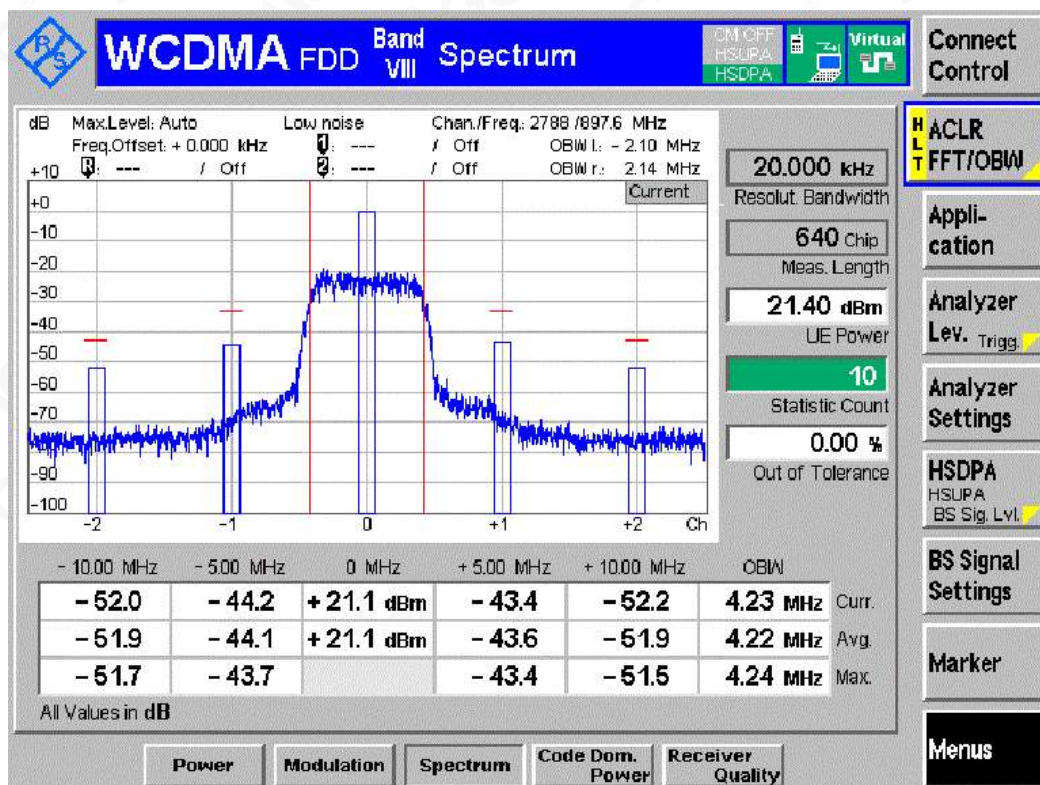 R S
WCDMA FDD Band VIII Spectrum
CM OFF
HSUPA
HSDPA
Virtual
Connect Control
dB Max.Level: Auto Low noise Chan./Freq.: 2788 /897.6 MHz
Freq.Offset: + 0.000 kHz 1: --- / Off OBW l.: - 2.10 MHz
R: --- / Off 2: --- / Off OBW r.: 2.14 MHz
Current
+10
+0
-10
-20
-30
-40
-50
-60
-70
-90
-100
-2 -1 0 +1 +2 Ch
20.000 kHz
Resolut. Bandwidth
640 Chip
Meas. Length
21.40 dBm
UE Power
10
Statistic Count
0.00 %
Out of Tolerance
- 10.00 MHz - 5.00 MHz 0 MHz + 5.00 MHz + 10.00 MHz OBW
- 52.0 - 44.2 + 21.1 dBm - 43.4 - 52.2 4.23 MHz Curr.
- 51.9 - 44.1 + 21.1 dBm - 43.6 - 51.9 4.22 MHz Avg.
- 51.7 - 43.7 - 43.4 - 51.5 4.24 MHz Max.
All Values in dB
HLT
ACLR
FFT/OBW
Appli-
cation
Analyzer
Lev. Trigg.
Analyzer
Settings
HSDPA
HSUPA
BS Sig. Lvl.
BS Signal
Settings
Marker
Menus
Power
Modulation
Spectrum
Code Dom.
Power
Receiver
Quality